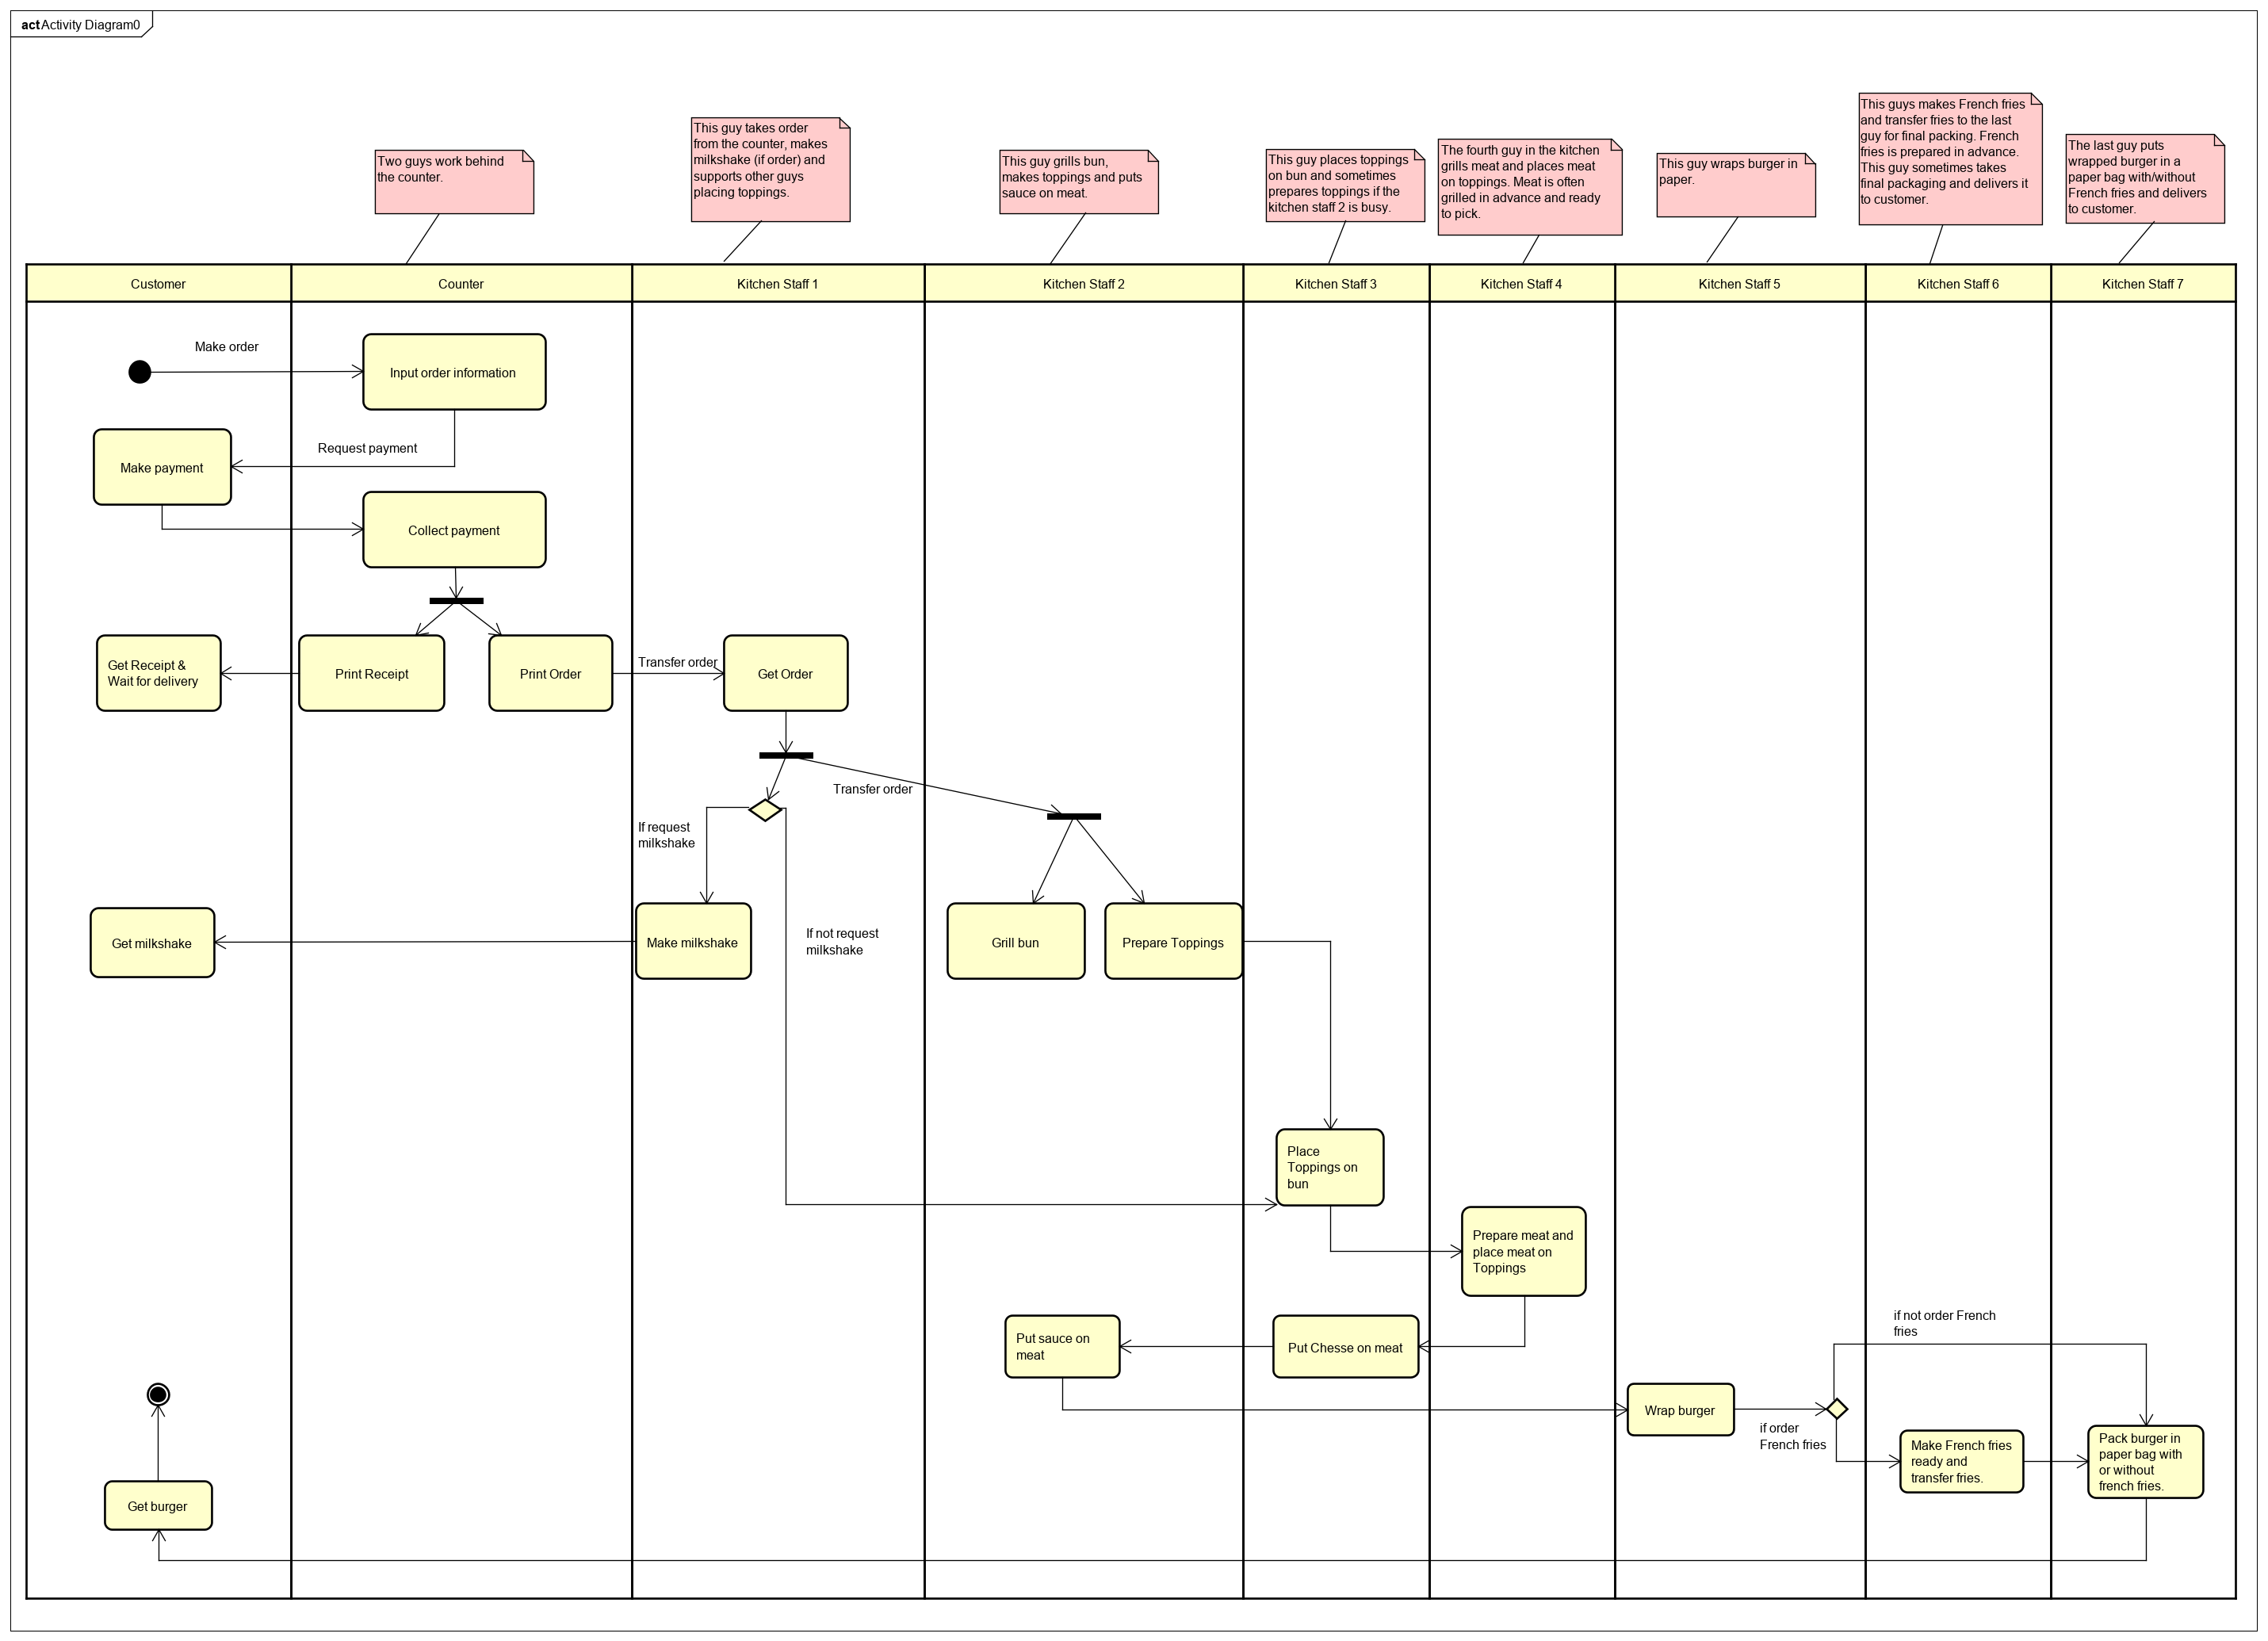 act Activity Diagram0
This guys makes French fries
and transfer fries to the last
guy for final packing. French
fries is prepared in advance.
This guy sometimes takes
final packaging and delivers it
to customer.
This guy takes order
from the counter, makes
milkshake (if order) and
supports other guys
placing toppings.
The last guy puts
wrapped burger in a
paper bag with/without
French fries and delivers
to customer.
The fourth guy in the kitchen
grills meat and places meat
on toppings. Meat is often
grilled in advance and ready
to pick.
Two guys work behind
the counter.
This guy grills bun,
makes toppings and puts
sauce on meat.
This guy places toppings
on bun and sometimes
prepares toppings if the
kitchen staff 2 is busy.
This guy wraps burger in
paper.
Customer
Counter
Kitchen Staff 1
Kitchen Staff 2
Kitchen Staff 3
Kitchen Staff 4
Kitchen Staff 5
Kitchen Staff 6
Kitchen Staff 7
Make order
Input order information
Request payment
Make payment
Collect payment
Get Receipt &
Wait for delivery
Print Receipt
Print Order
Transfer order
Get Order
Transfer order
If request
milkshake
If not request
milkshake
Get milkshake
Make milkshake
Grill bun
Prepare Toppings
Place
Toppings on
bun
Prepare meat and
place meat on
Toppings
Put sauce on
meat
Put Chesse on meat
if not order French
fries
Wrap burger
if order
French fries
Make French fries
ready and
transfer fries.
Pack burger in
paper bag with
or without
french fries.
Get burger